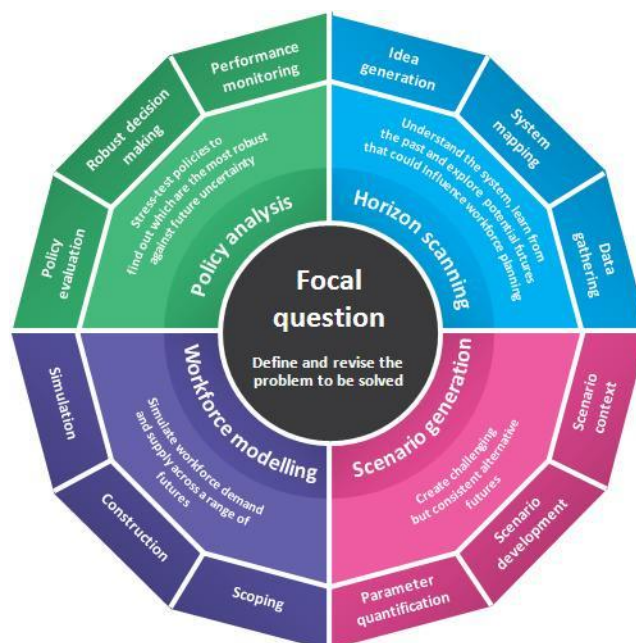 Focal
question
Define and revise the
problem to be solved
Horizon scanning
Understand the system, learn from
the past and explore potential futures
that could influence workforce planning
Idea
generation
System
mapping
Data
gathering
Scenario generation
Create challenging
but consistent alternative
futures
Scenario
context
Scenario
development
Parameter
quantification
Workforce modelling
Simulate workforce demand
and supply across a range of
futures
Scoping
Construction
Simulation
Policy analysis
Stress-test policies to
find out which are the most robust
against future uncertainty
Policy
evaluation
Robust decision
making
Performance
monitoring